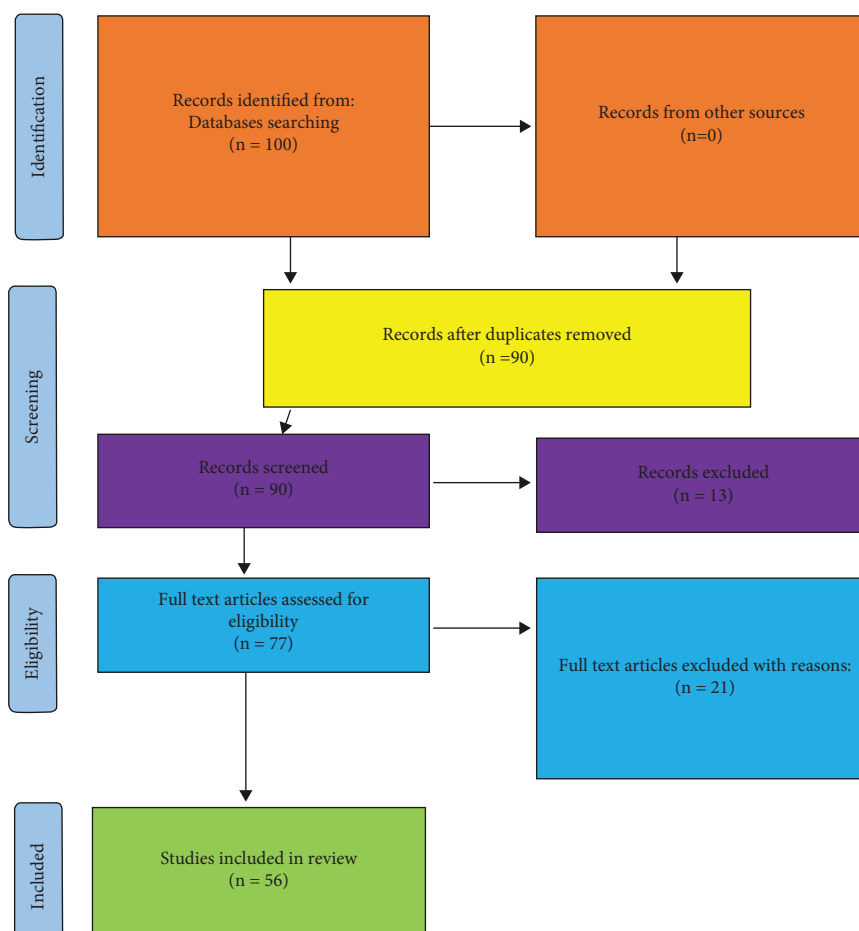 Identification
Records identified from:
Databases searching
(n = 100)
Records from other sources
(n=0)
Screening
Records after duplicates removed
(n =90)
Records screened
(n = 90)
Records excluded
(n = 13)
Eligibility
Full text articles assessed for
eligibility
(n = 77)
Full text articles excluded with reasons:
(n = 21)
Included
Studies included in review
(n = 56)